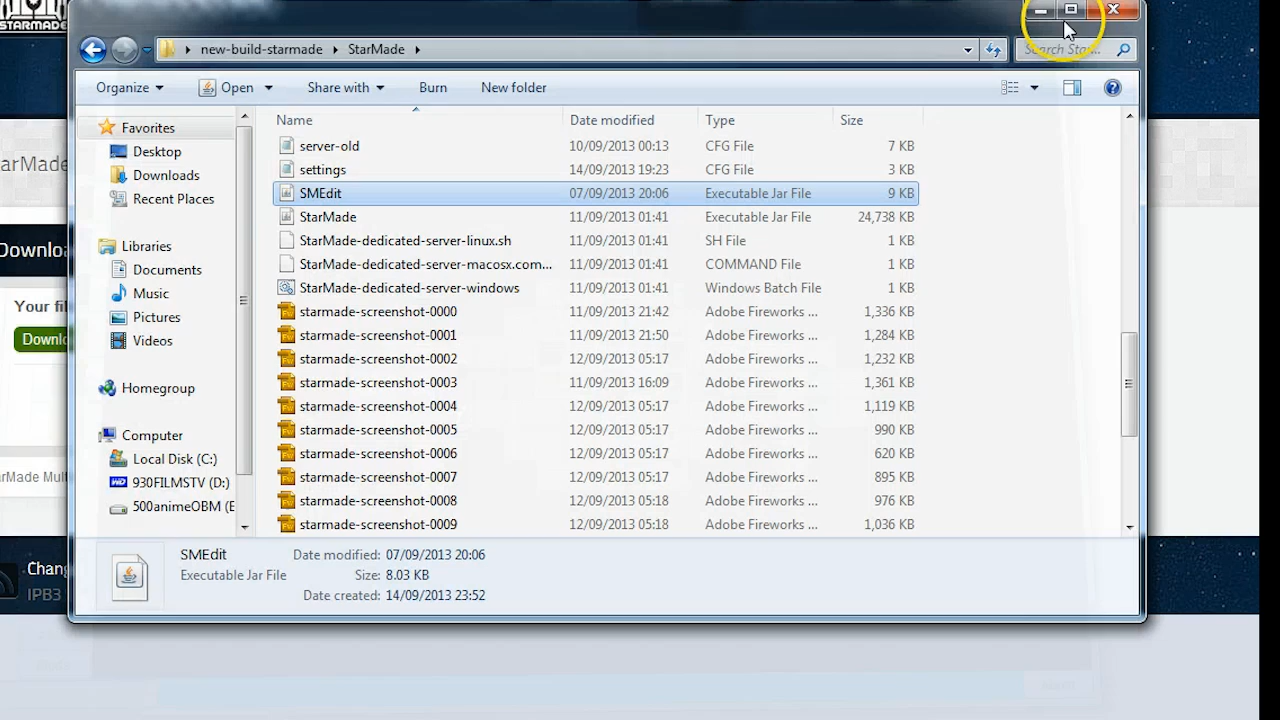 STARMADE
new-build-starmade StarMade
Search Star...
Organize Open Share with Burn New folder
Name Date modified Type Size
Favorites
Desktop
Downloads
Recent Places
Libraries
Documents
Music
Pictures
Videos
Homegroup
Computer
Local Disk (C:)
930FILMSTV (D:)
500animeOBM (E
server-old 10/09/2013 00:13 CFG File 7 KB
settings 14/09/2013 19:23 CFG File 3 KB
SMEdit 07/09/2013 20:06 Executable Jar File 9 KB
StarMade 11/09/2013 01:41 Executable Jar File 24,738 KB
StarMade-dedicated-server-linux.sh 11/09/2013 01:41 SH File 1 KB
StarMade-dedicated-server-macosx.com... 11/09/2013 01:41 COMMAND File 1 KB
StarMade-dedicated-server-windows 11/09/2013 01:41 Windows Batch File 1 KB
starmade-screenshot-0000 11/09/2013 21:42 Adobe Fireworks ... 1,336 KB
starmade-screenshot-0001 11/09/2013 21:50 Adobe Fireworks ... 1,284 KB
starmade-screenshot-0002 12/09/2013 05:17 Adobe Fireworks ... 1,232 KB
starmade-screenshot-0003 11/09/2013 16:09 Adobe Fireworks ... 1,361 KB
starmade-screenshot-0004 12/09/2013 05:17 Adobe Fireworks ... 1,119 KB
starmade-screenshot-0005 12/09/2013 05:17 Adobe Fireworks ... 990 KB
starmade-screenshot-0006 12/09/2013 05:17 Adobe Fireworks ... 620 KB
starmade-screenshot-0007 12/09/2013 05:17 Adobe Fireworks ... 895 KB
starmade-screenshot-0008 12/09/2013 05:18 Adobe Fireworks ... 976 KB
starmade-screenshot-0009 12/09/2013 05:18 Adobe Fireworks ... 1,036 KB
SMEdit Date modified: 07/09/2013 20:06
Executable Jar File Size: 8.03 KB
Date created: 14/09/2013 23:52
arMade
Downlo
Your fil
Downlo
arMade Mult
Chang
IPB3